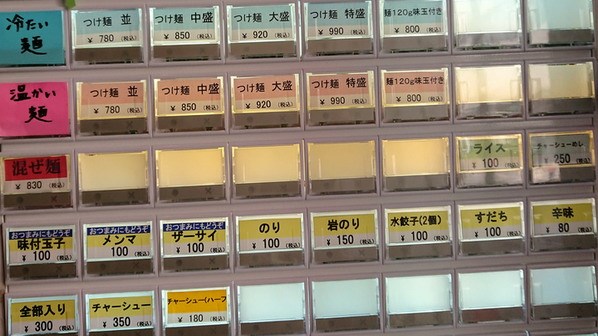 冷たい麺
つけ麺 並
¥ 780 (税込)
つけ麺 中盛
¥ 850 (税込)
つけ麺 大盛
¥ 920 (税込)
つけ麺 特盛
¥ 990 (税込)
麺120g味玉付き
¥ 800 (税込)
温かい麺
つけ麺 並
¥ 780 (税込)
つけ麺 中盛
¥ 850 (税込)
つけ麺 大盛
¥ 920 (税込)
つけ麺 特盛
¥ 990 (税込)
麺120g味玉付き
¥ 800 (税込)
混ぜ麺
¥ 830 (税込)
ライス
¥ 100 (税込)
チャーシューめし
¥ 250 (税込)
おつまみにもどうぞ
味付玉子
¥ 100 (税込)
おつまみにもどうぞ
メンマ
¥ 100 (税込)
おつまみにもどうぞ
ザーサイ
¥ 100 (税込)
のり
¥ 100 (税込)
岩のり
¥ 150 (税込)
水餃子(2個)
¥ 100 (税込)
すだち
¥ 100 (税込)
辛味
¥ 80 (税込)
全部入り
¥ 300 (税込)
チャーシュー
¥ 350 (税込)
チャーシュー(ハーフ)
¥ 180 (税込)